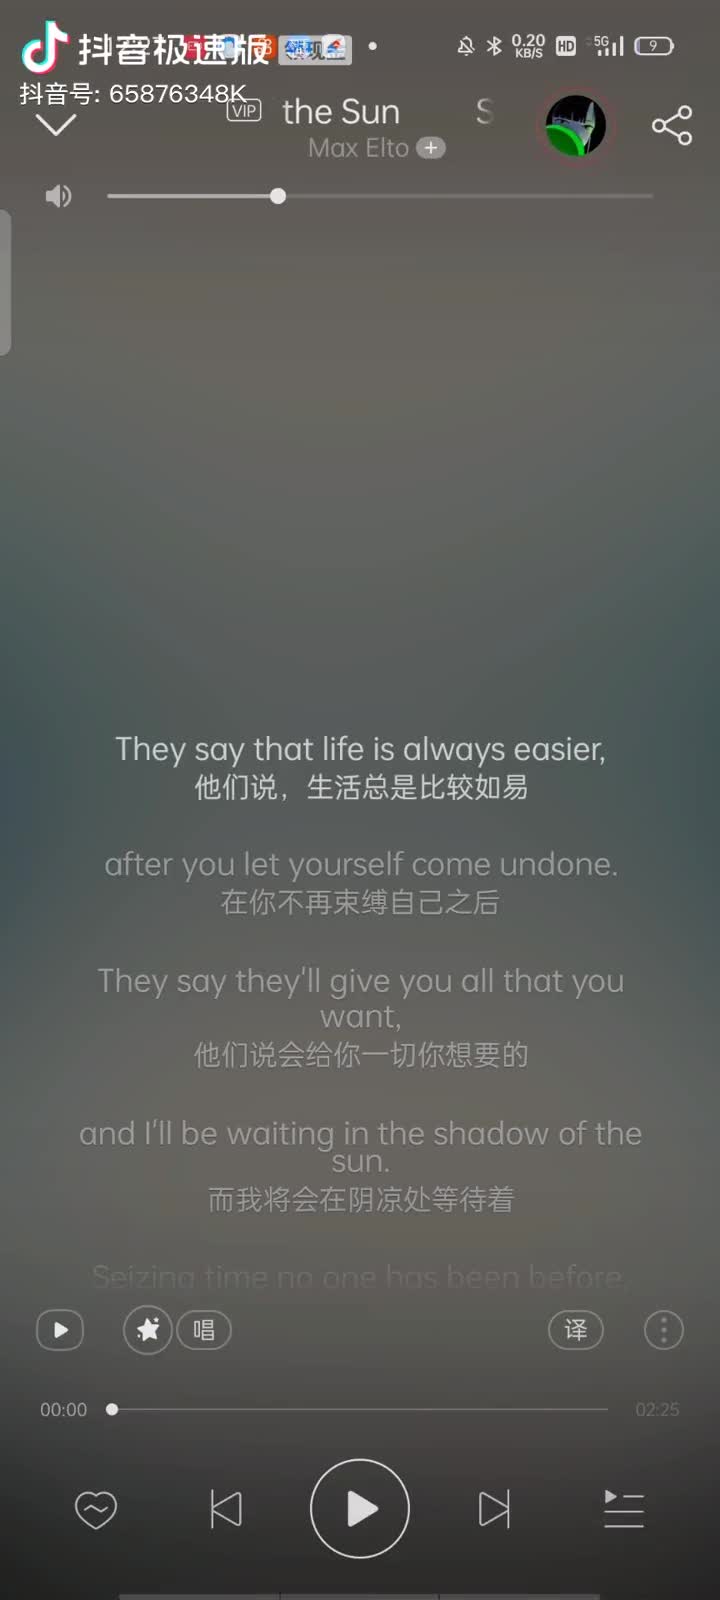 抖音极速版
抖音号: 65876348K
0.20
KB/S
HD
5G
9
VIP
the Sun
S
Max Elto
They say that life is always easier,
他们说，生活总是比较如易
after you let yourself come undone.
在你不再束缚自己之后
They say they'll give you all that you
want,
他们说会给你一切你想要的
and I'll be waiting in the shadow of the
sun.
而我将会在阴凉处等待着
Seizing time no one has been before,
唱
译
00:00
02:25